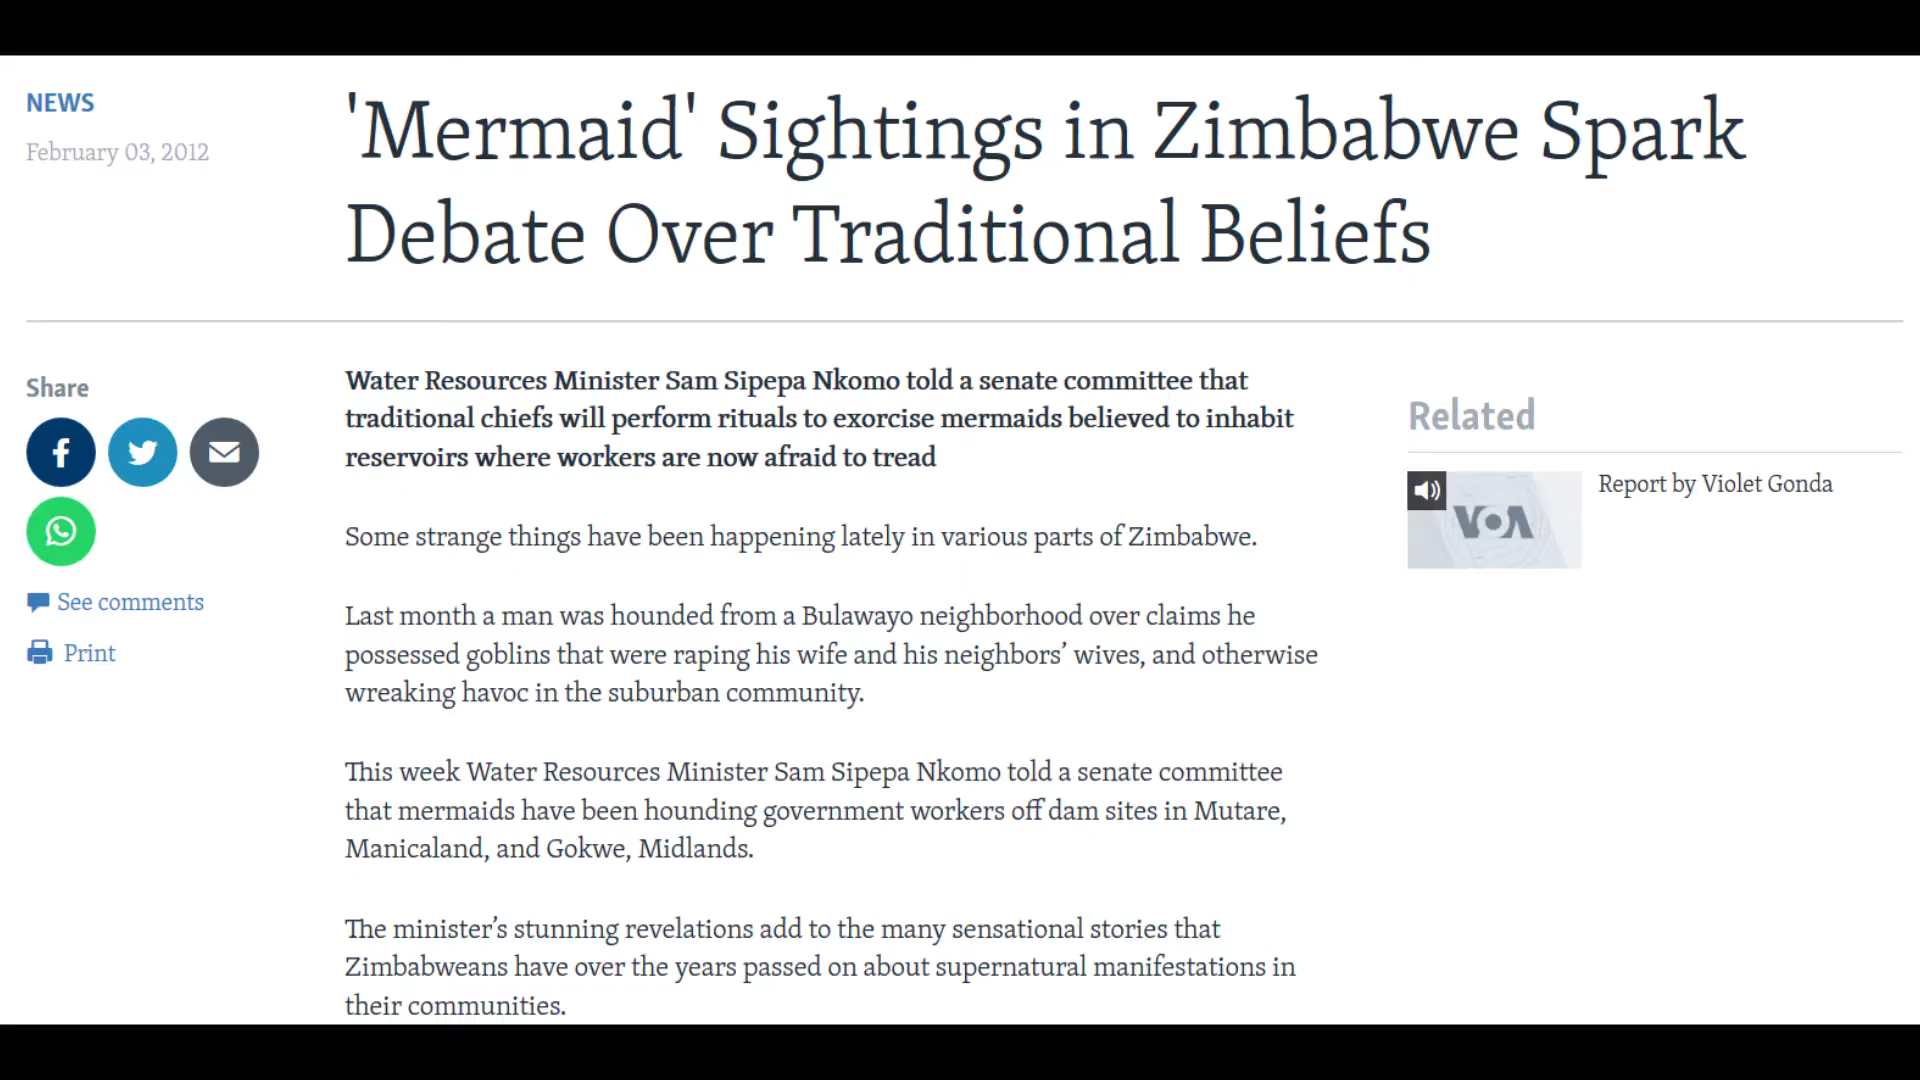 NEWS
February 03, 2012
'Mermaid' Sightings in Zimbabwe Spark
Debate Over Traditional Beliefs
Share
See comments
Print
Water Resources Minister Sam Sipepa Nkomo told a senate committee that
traditional chiefs will perform rituals to exorcise mermaids believed to inhabit
reservoirs where workers are now afraid to tread
Some strange things have been happening lately in various parts of Zimbabwe.
Last month a man was hounded from a Bulawayo neighborhood over claims he
possessed goblins that were raping his wife and his neighbors’ wives, and otherwise
wreaking havoc in the suburban community.
This week Water Resources Minister Sam Sipepa Nkomo told a senate committee
that mermaids have been hounding government workers off dam sites in Mutare,
Manicaland, and Gokwe, Midlands.
The minister’s stunning revelations add to the many sensational stories that
Zimbabweans have over the years passed on about supernatural manifestations in
their communities.
Related
VOA
Report by Violet Gonda